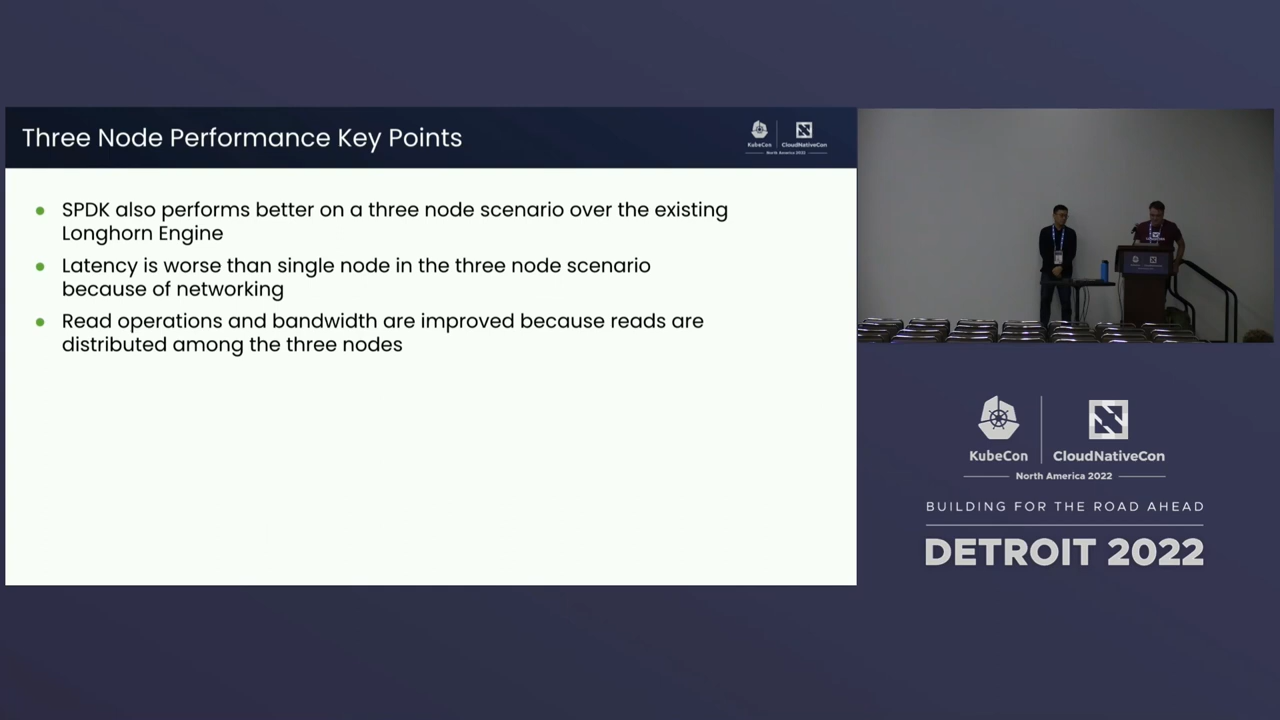 Three Node Performance Key Points
KubeCon
CloudNativeCon
North America 2022
SPDK also performs better on a three node scenario over the existing
Longhorn Engine
Latency is worse than single node in the three node scenario
because of networking
Read operations and bandwidth are improved because reads are
distributed among the three nodes
KubeCon
CloudNativeCon
North America 2022
BUILDING FOR THE ROAD AHEAD
DETROIT 2022